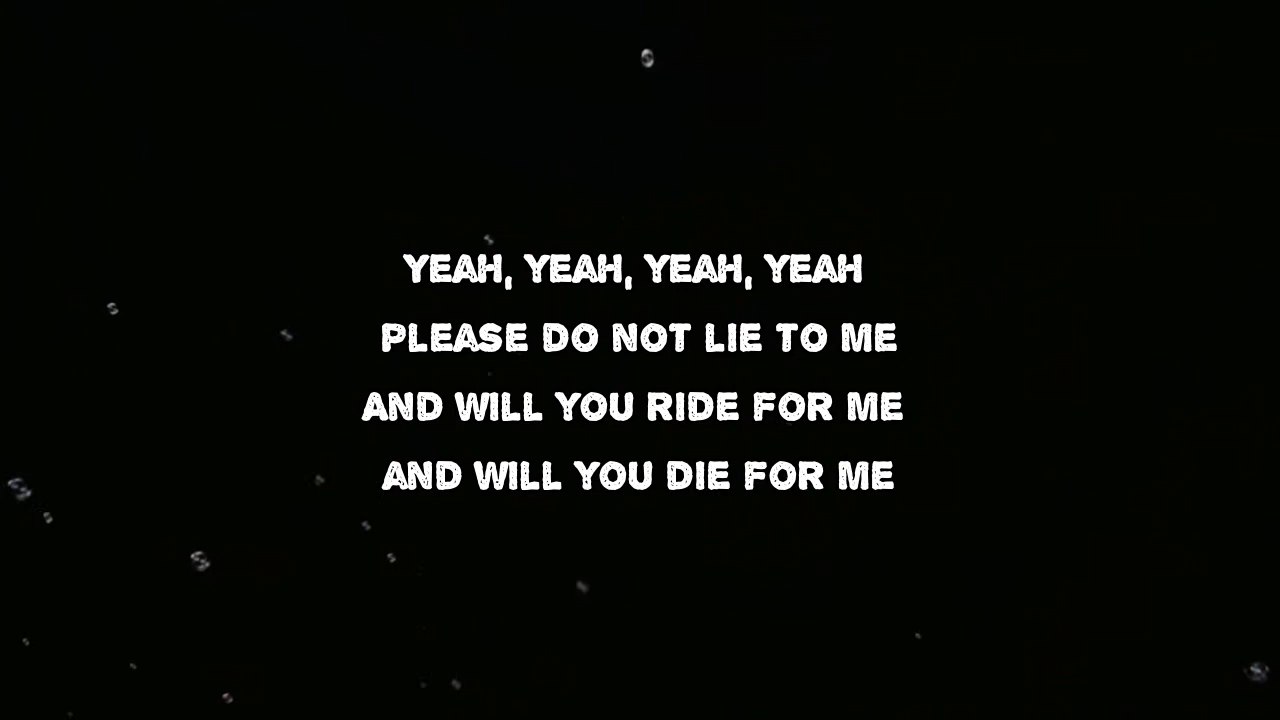 YEAH, YEAH, YEAH, YEAH
PLEASE DO NOT LIE TO ME
AND WILL YOU RIDE FOR ME
AND WILL YOU DIE FOR ME